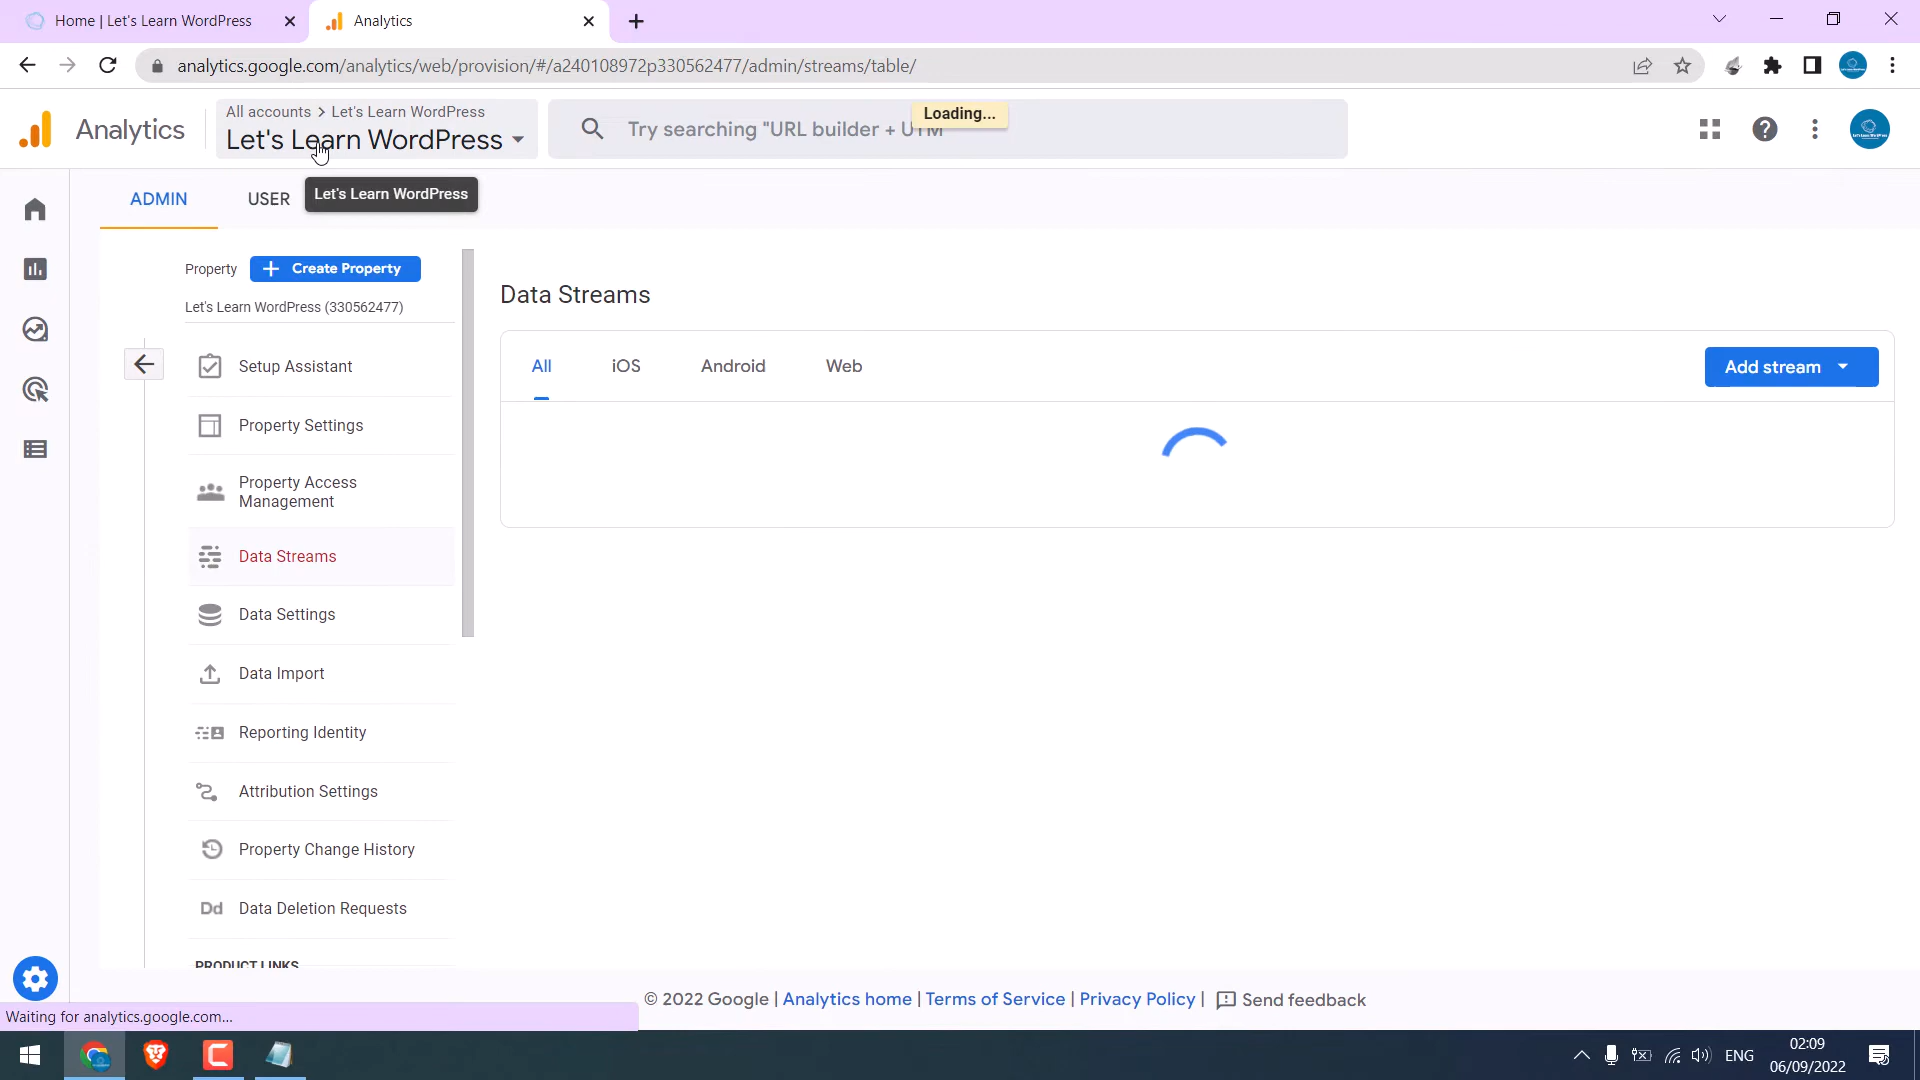 Home | Let's Learn WordPress
Analytics
analytics.google.com/analytics/web/provision/#/a240108972p330562477/admin/streams/table/
Analytics
All accounts > Let's Learn WordPress
Let's Learn WordPress
Try searching "URL builder + UTM
Loading...
ADMIN
USER
Let's Learn WordPress
Property
Create Property
Let's Learn WordPress (330562477)
Setup Assistant
Property Settings
Property Access
Management
Data Streams
Data Settings
Data Import
Reporting Identity
Attribution Settings
Property Change History
Dd Data Deletion Requests
PRODUCT LINKS
Data Streams
All
iOS
Android
Web
Add stream
© 2022 Google | Analytics home | Terms of Service | Privacy Policy | Send feedback
Waiting for analytics.google.com...
ENG
02:09
06/09/2022